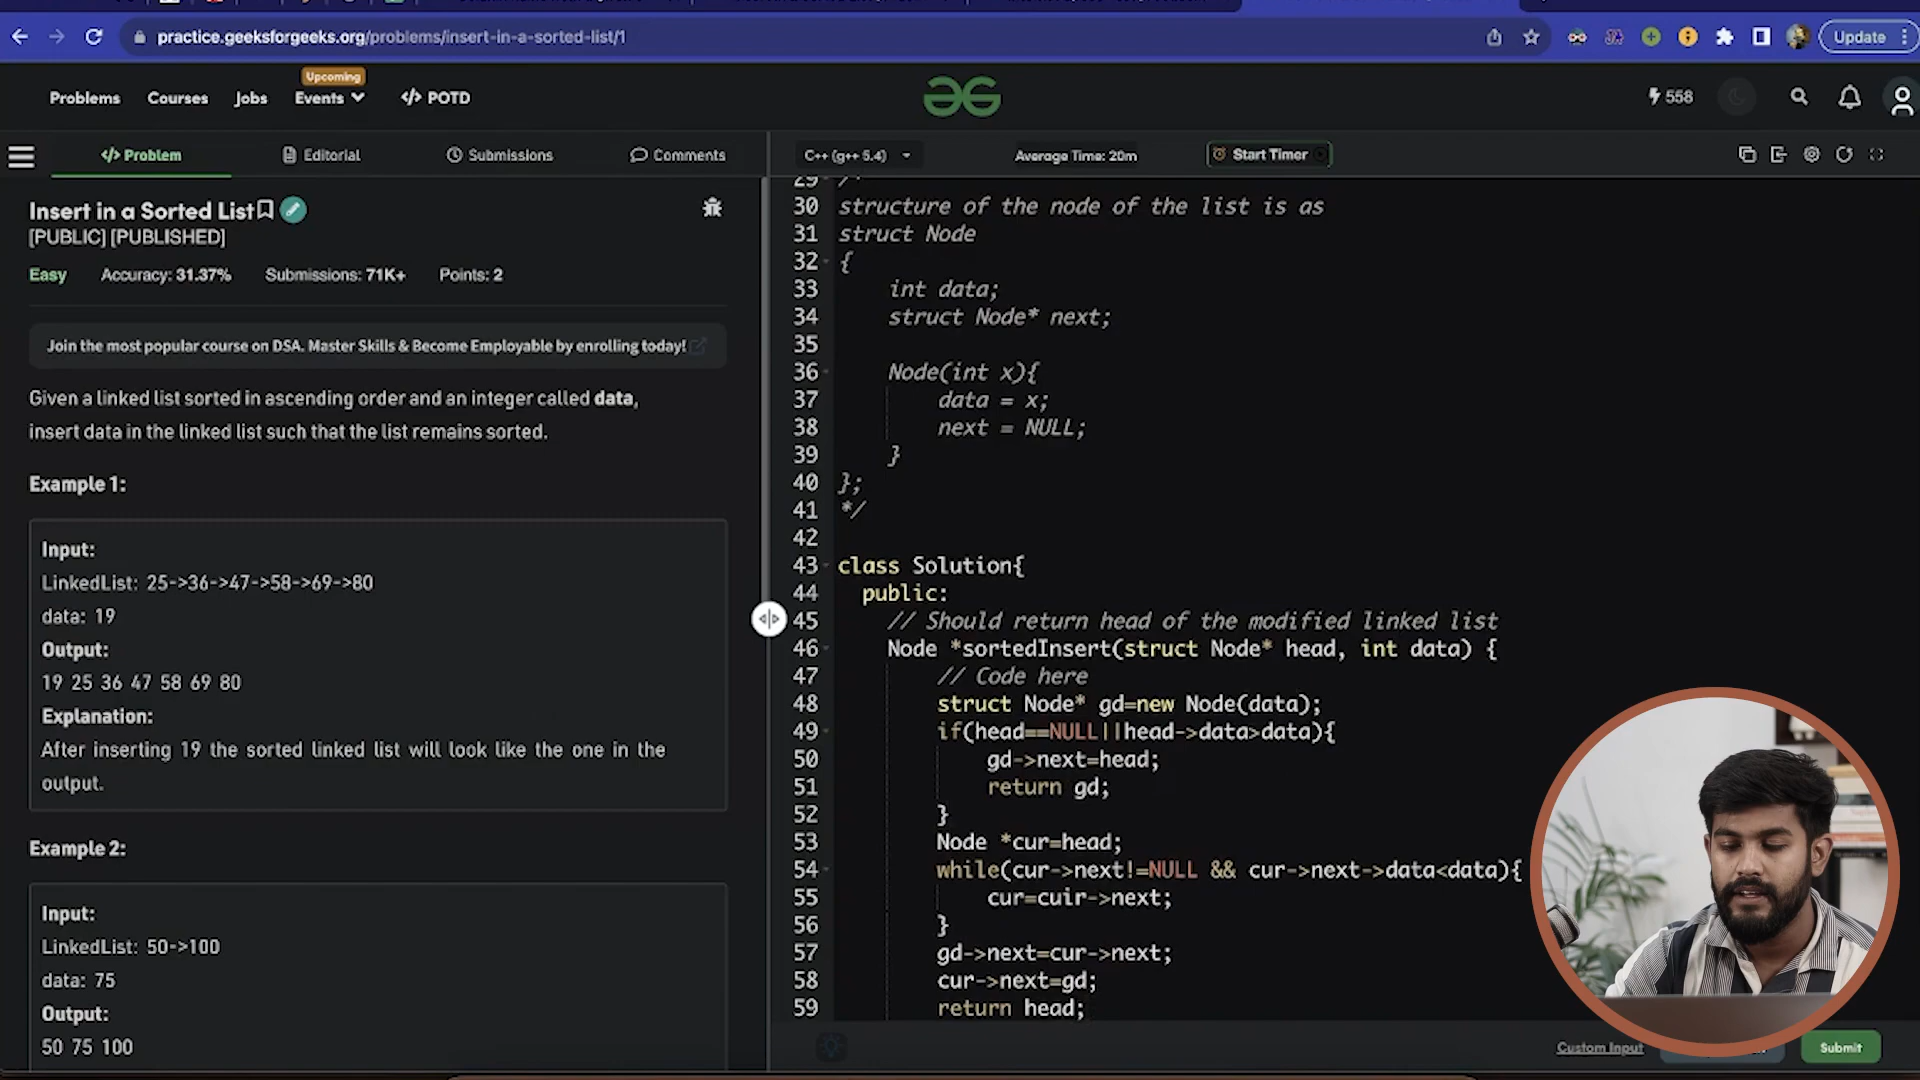 practice.geeksforgeeks.org/problems/insert-in-a-sorted-list/1
Update
Problems
Courses
Jobs
Upcoming
Events
</> POTD
558
</> Problem
Editorial
Submissions
Comments
C++ (g++ 5.4)
Average Time: 20m
Start Timer
Insert in a Sorted List
[PUBLIC] [PUBLISHED]
Easy
Accuracy: 31.37%
Submissions: 71K+
Points: 2
Join the most popular course on DSA. Master Skills & Become Employable by enrolling today!
Given a linked list sorted in ascending order and an integer called data,
insert data in the linked list such that the list remains sorted.
Example 1:
Input:
LinkedList: 25->36->47->58->69->80
data: 19
Output:
19 25 36 47 58 69 80
Explanation:
After inserting 19 the sorted linked list will look like the one in the
output.
Example 2:
Input:
LinkedList: 50->100
data: 75
Output:
50 75 100
29 /*
30 structure of the node of the list is as
31 struct Node
32 {
33 int data;
34 struct Node* next;
35
36 Node(int x){
37 data = x;
38 next = NULL;
39 }
40 };
41 */
42
43 class Solution{
44 public:
45 // Should return head of the modified linked list
46 Node *sortedInsert(struct Node* head, int data) {
47 // Code here
48 struct Node* gd=new Node(data);
49 if(head==NULL||head->data>data){
50 gd->next=head;
51 return gd;
52 }
53 Node *cur=head;
54 while(cur->next!=NULL && cur->next->data<data){
55 cur=cuir->next;
56 }
57 gd->next=cur->next;
58 cur->next=gd;
59 return head;
Custom Input
Submit